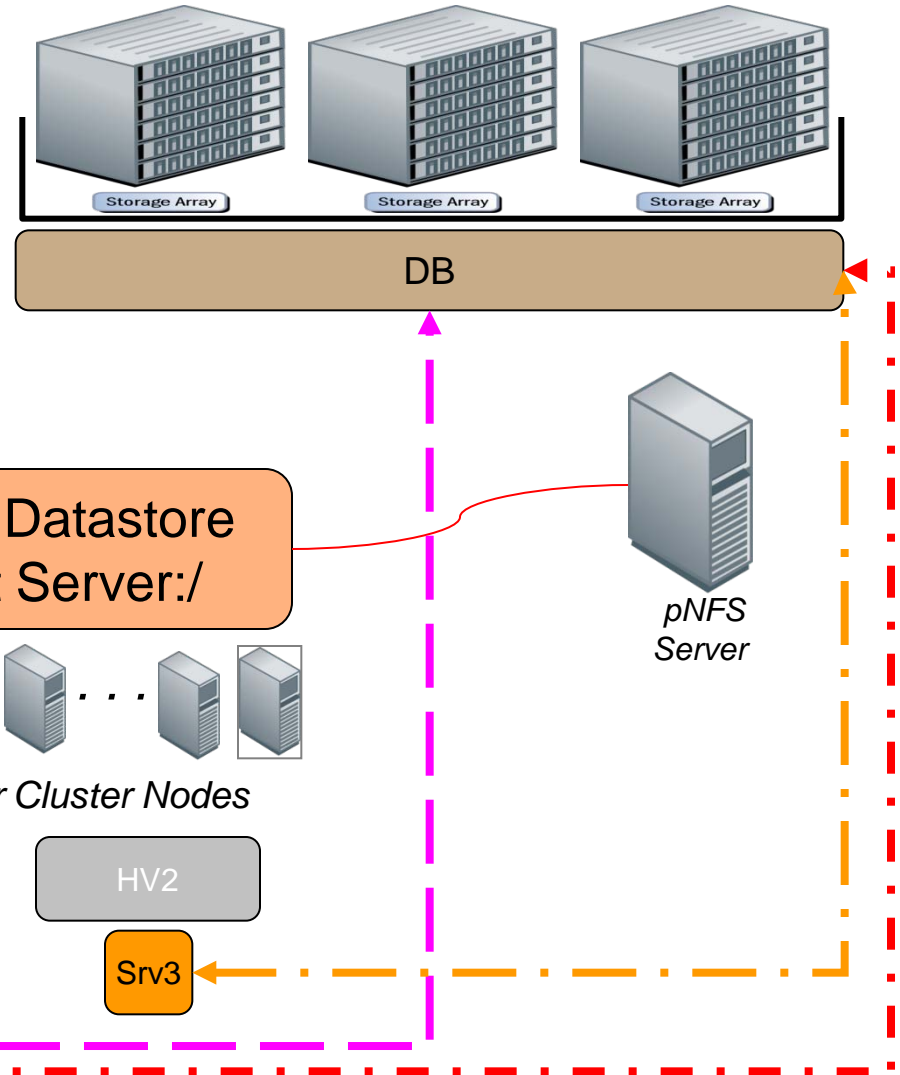 Storage Array
Storage Array
Storage Array
DB
Datastore
Server:/
pNFS
Server
. . .
Cluster Nodes
HV2
Srv3